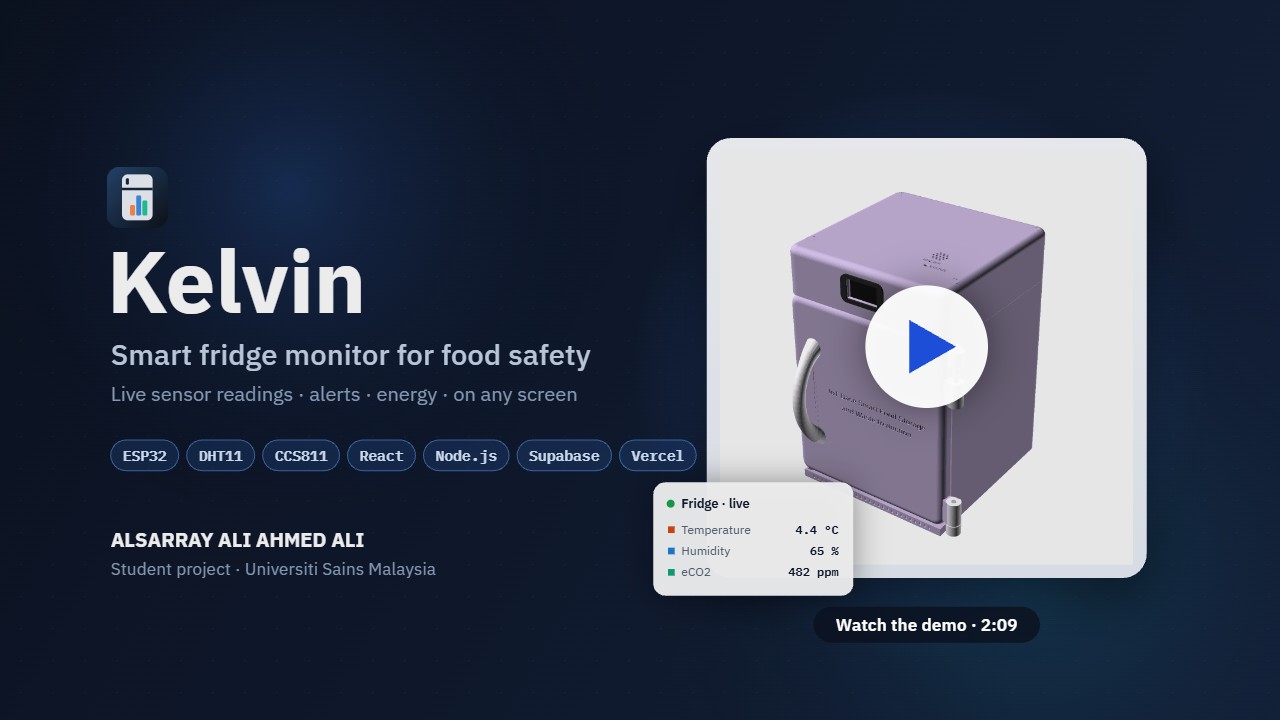 Kelvin
Smart fridge monitor for food safety
Live sensor readings · alerts · energy · on any screen
ESP32 DHT11 CCS811 React Node.js Supabase Vercel
ALSARRAY ALI AHMED ALI
Student project · Universiti Sains Malaysia
and Waste
Fridge · live
Temperature 4.4 °C
Humidity 65 %
eCO2 482 ppm
Watch the demo · 2:09